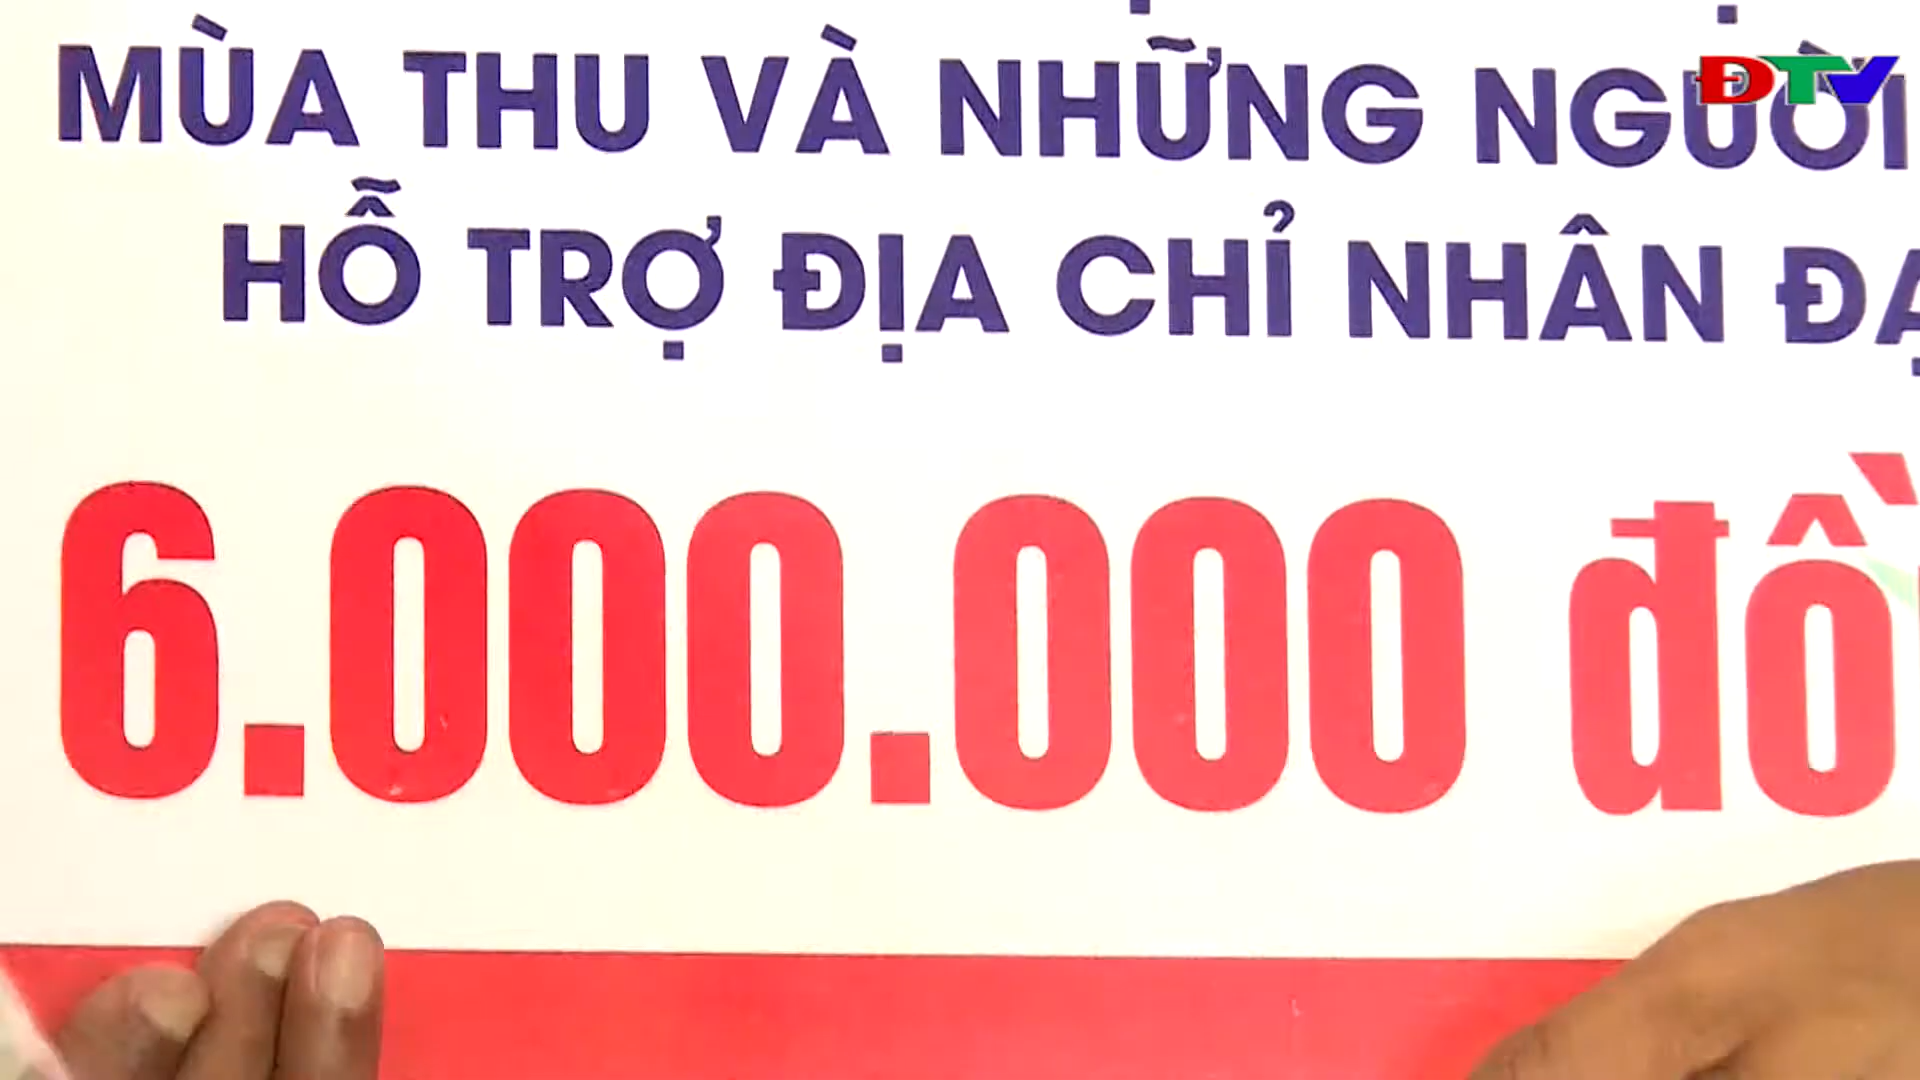 MÙA THU VÀ NHỮNG NGƯỜI
ĐTV
HỖ TRỢ ĐỊA CHỈ NHÂN
6.000.000